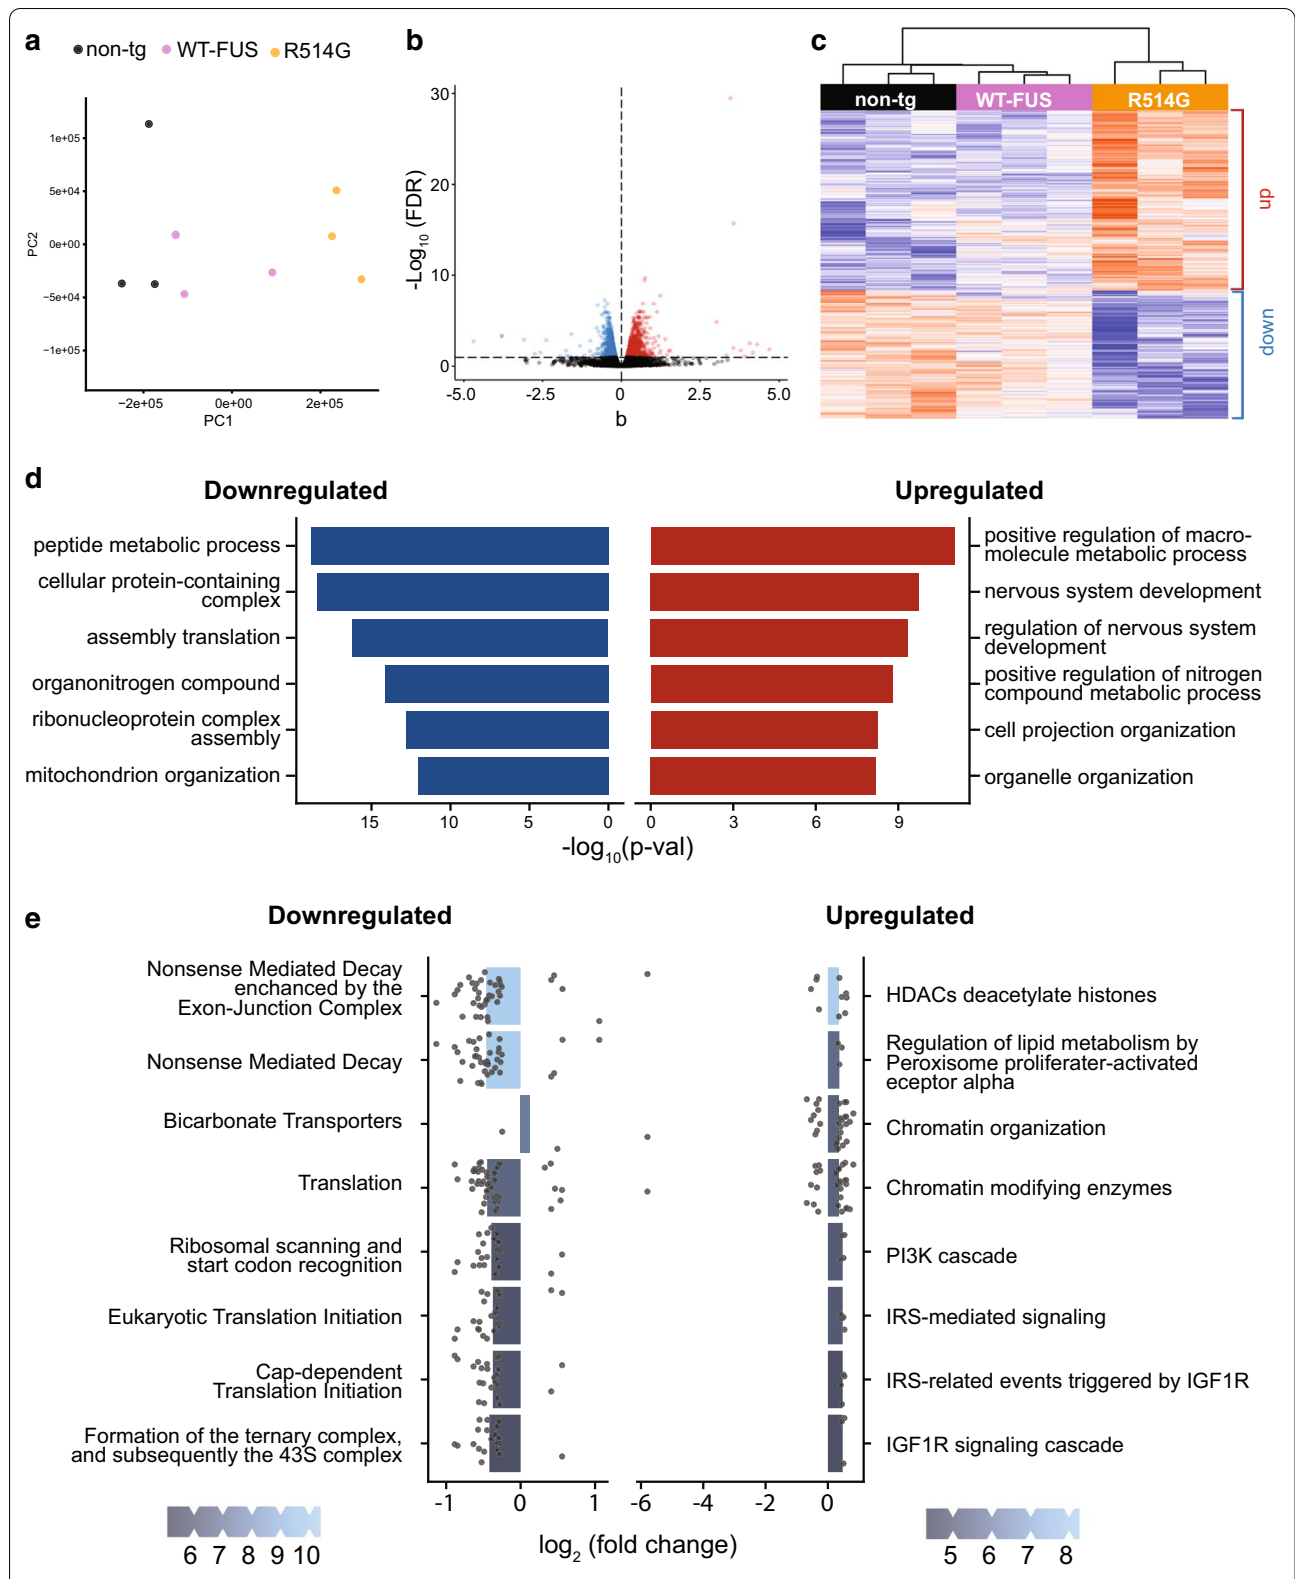 a
non-tg
WT-FUS
R514G
1e+05
5e+04
0e+00
−5e+04
−1e+05
PC2
−2e+05
0e+00
2e+05
PC1
b
30
20
10
0
-Log10 (FDR)
-5.0
-2.5
0
2.5
5.0
b
c
non-tg
WT-FUS
R514G
up
down
d
Downregulated
Upregulated
peptide metabolic process
cellular protein-containing
complex
assembly translation
organonitrogen compound
ribonucleoprotein complex
assembly
mitochondrion organization
15
10
5
0
positive regulation of macro-
molecule metabolic process
nervous system development
regulation of nervous system
development
positive regulation of nitrogen
compound metabolic process
cell projection organization
organelle organization
0
3
6
9
-log10(p-val)
e
Downregulated
Upregulated
Nonsense Mediated Decay
enchanced by the
Exon-Junction Complex
Nonsense Mediated Decay
Bicarbonate Transporters
Translation
Ribosomal scanning and
start codon recognition
Eukaryotic Translation Initiation
Cap-dependent
Translation Initiation
Formation of the ternary complex,
and subsequently the 43S complex
-1
0
1
HDACs deacetylate histones
Regulation of lipid metabolism by
Peroxisome proliferater-activated
eceptor alpha
Chromatin organization
Chromatin modifying enzymes
PI3K cascade
IRS-mediated signaling
IRS-related events triggered by IGF1R
IGF1R signaling cascade
-6
-4
-2
0
log2 (fold change)
6 7 8 9 10
5 6 7 8